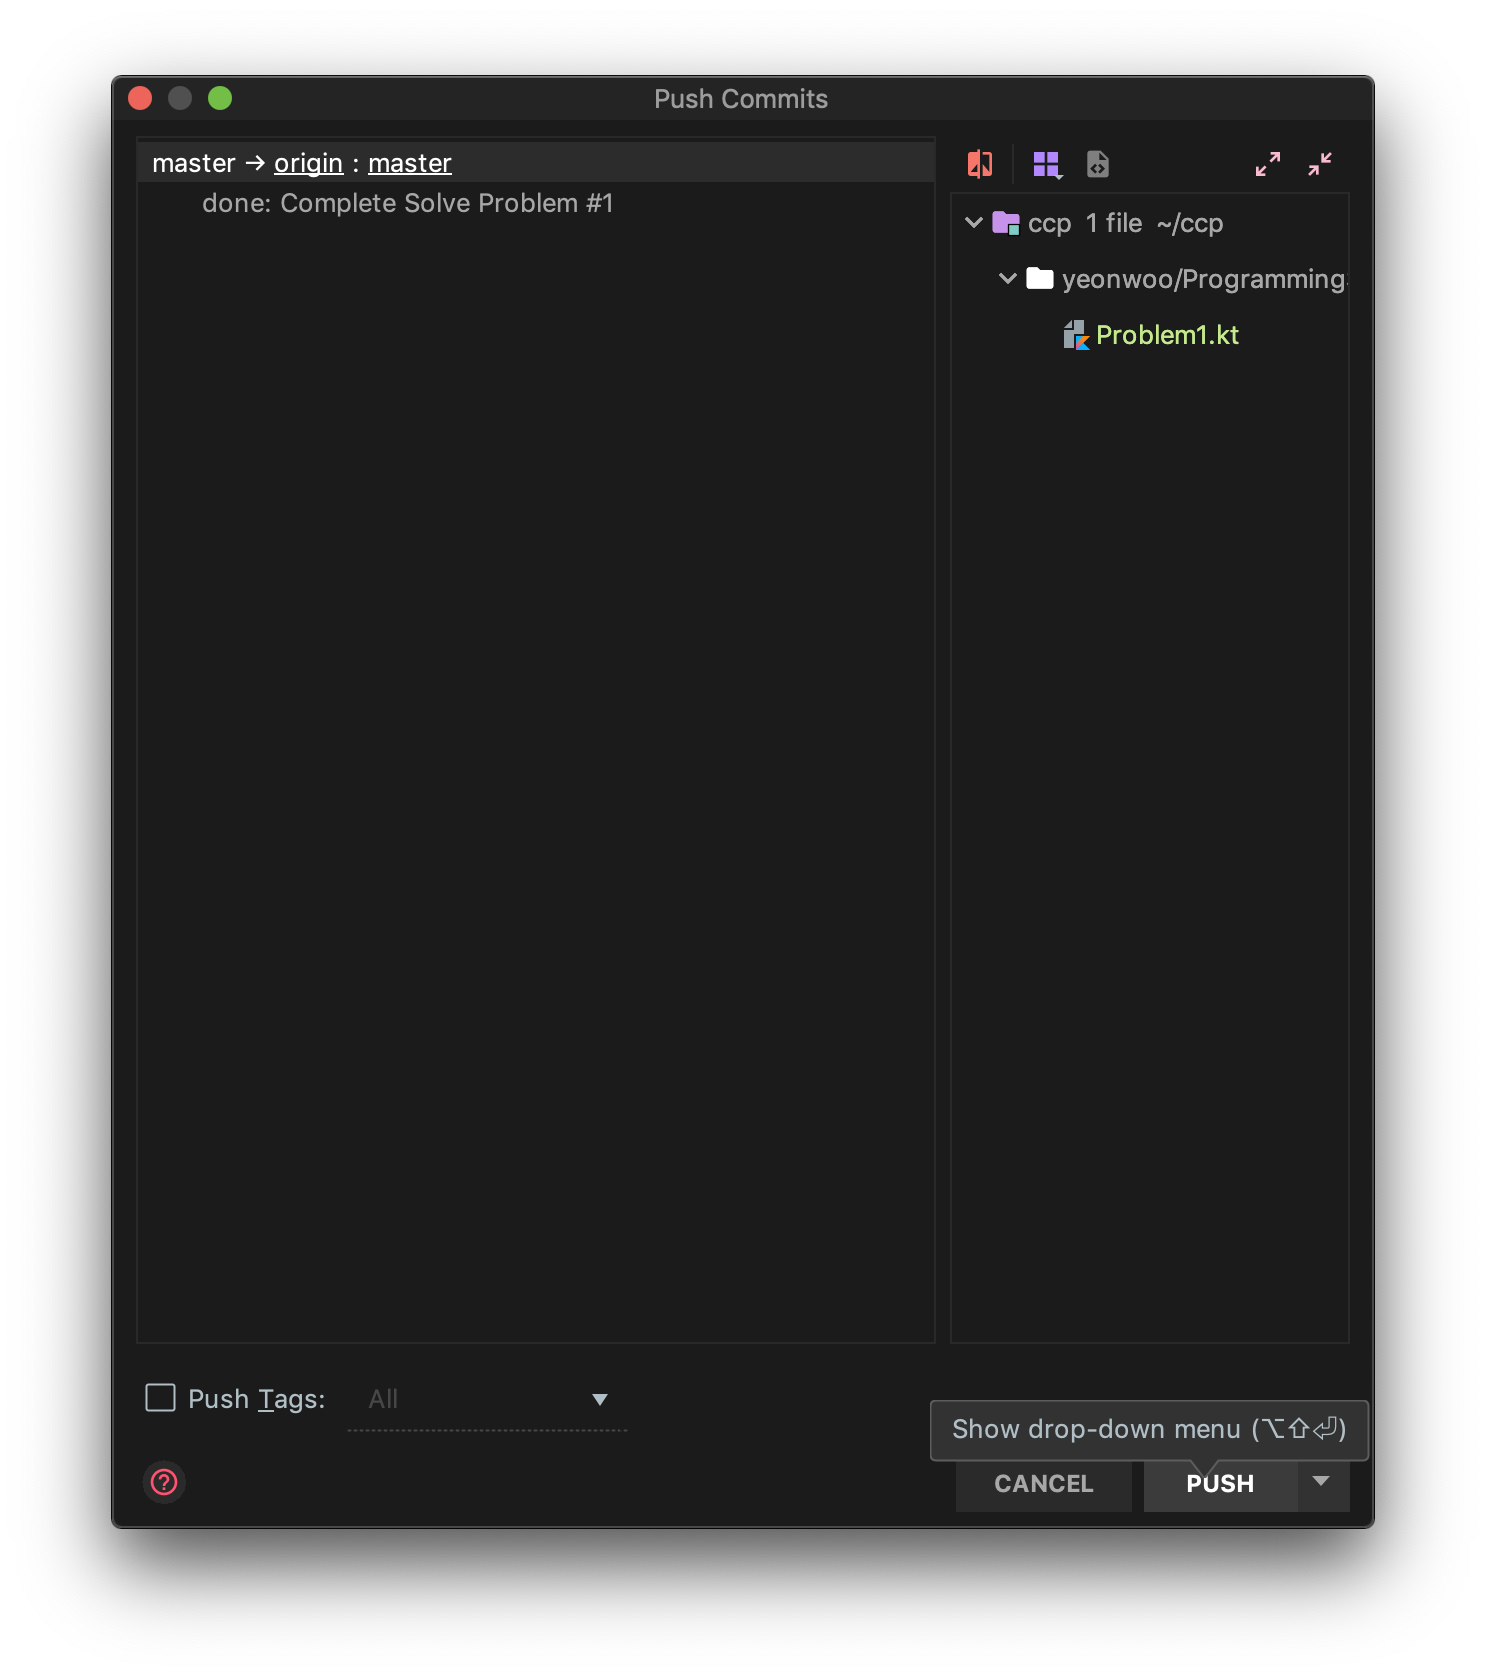 Push Commits
master → origin : master
done: Complete Solve Problem #1
ccp 1 file ~/ccp
yeonwoo/Programming
Problem1.kt
Push Tags: All
Show drop-down menu (⌥⇧⏎)
CANCEL PUSH